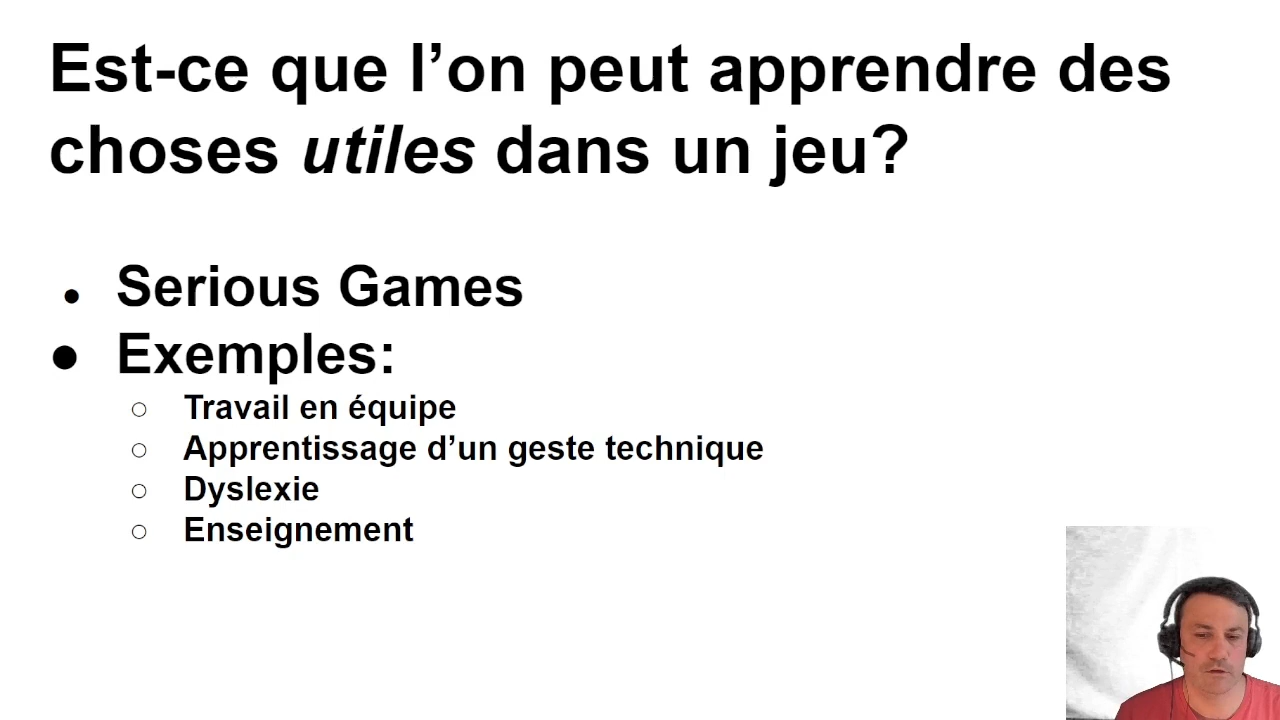 Est-ce que l’on peut apprendre des
choses utiles dans un jeu?
● Serious Games
● Exemples:
○ Travail en équipe
○ Apprentissage d’un geste technique
○ Dyslexie
○ Enseignement